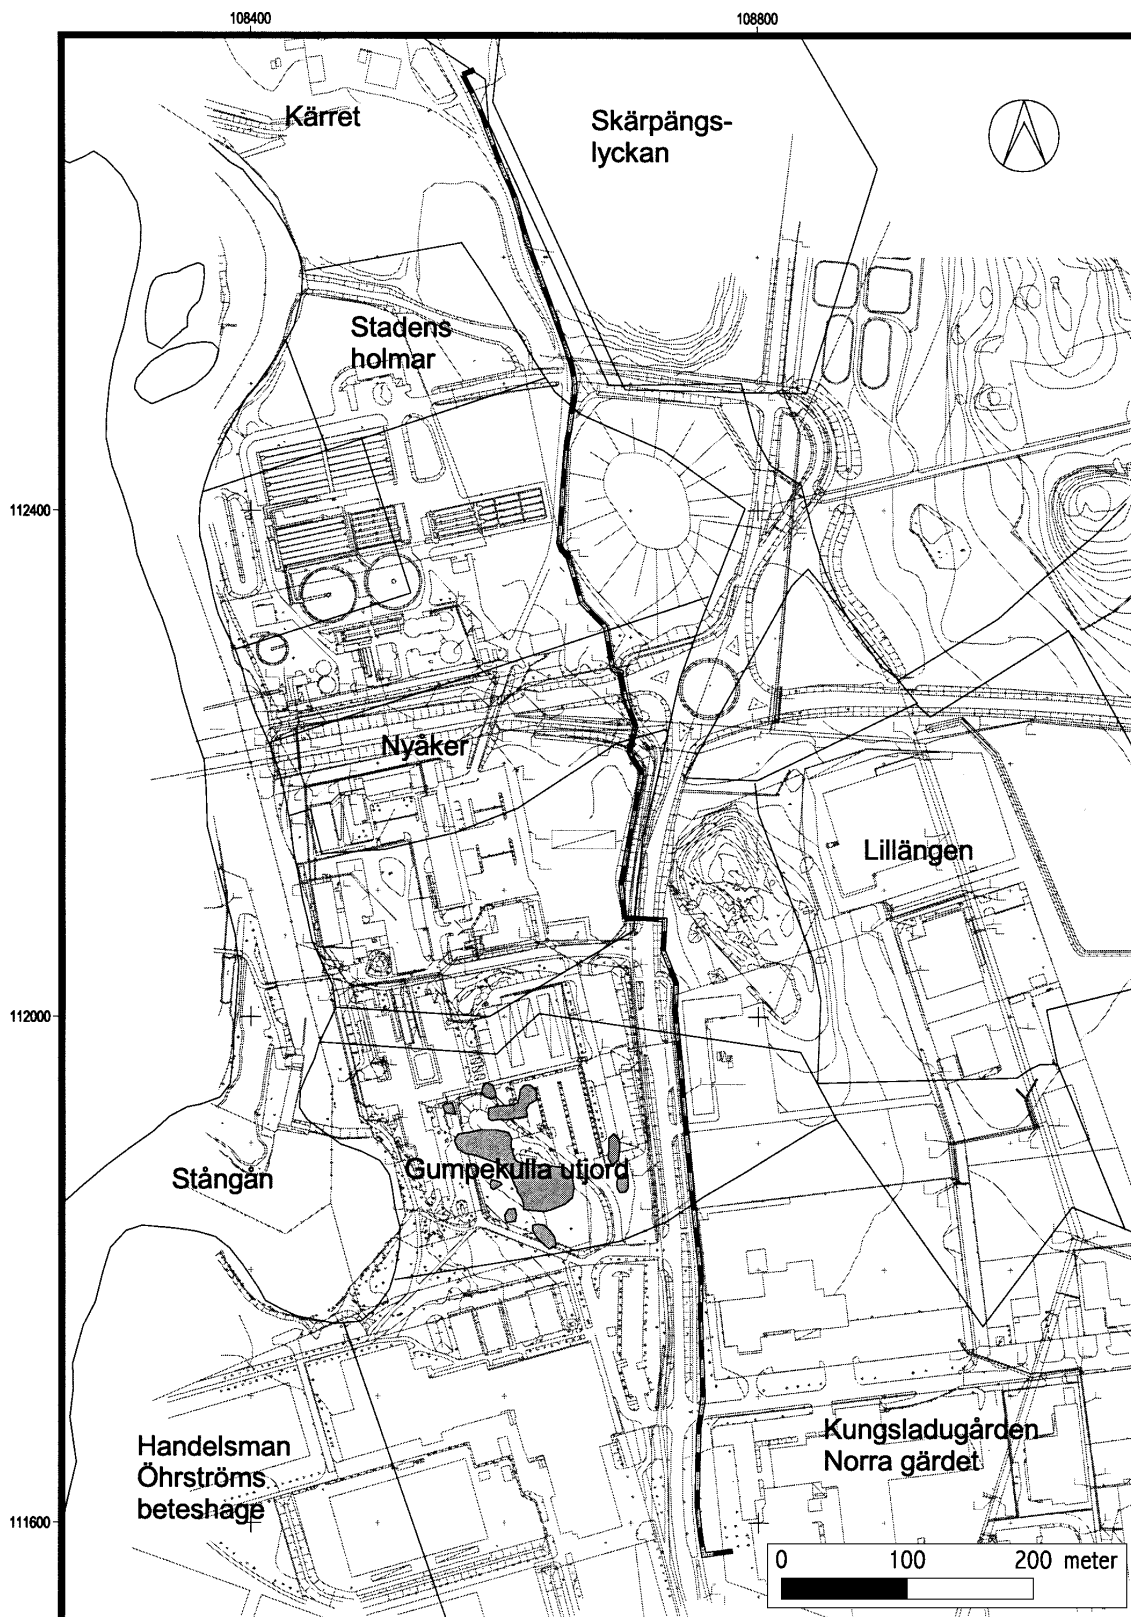 108400
108800
Kärret
Skärpängs-
lyckan
Stadens
holmar
112400
Nyåker
Lillängen
112000
Gumpekulla utjord
Stångån
Handelsman
Öhrströms
beteshage
Kungsladugården
Norra gärdet
111600
0 100 200 meter